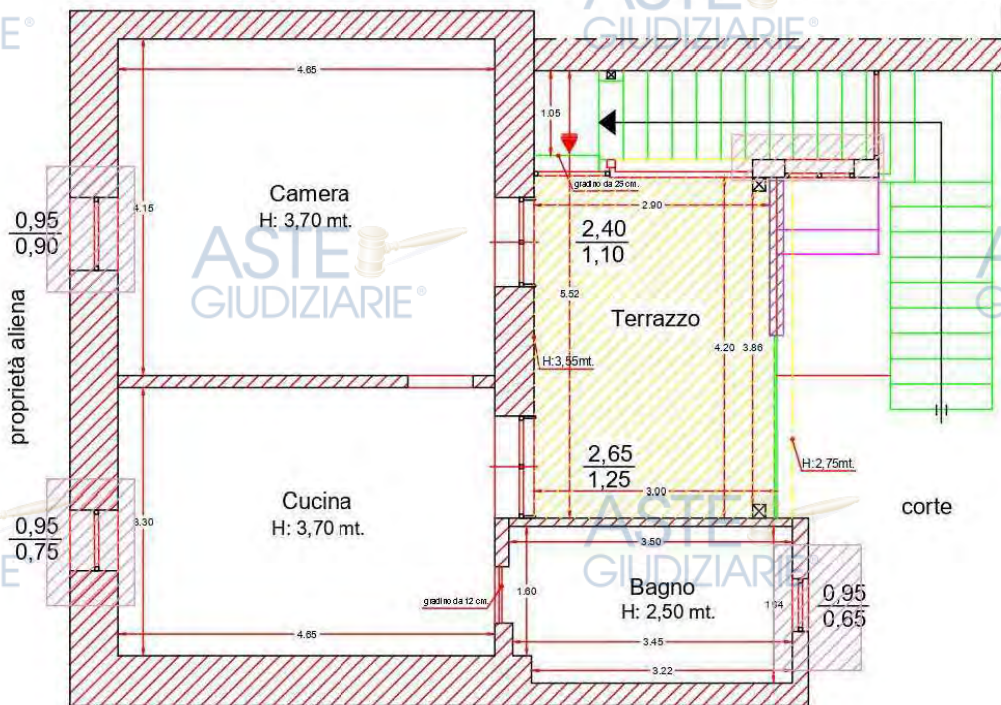 ASTE
GIUDIZIARIE®
E®
4.65
1.05
gradino da 25 cm.
Camera
H: 3,70 mt.
4.15
0,95
0,90
2.90
2,40
1,10
ASTE
GIUDIZIARIE®
5.52
Terrazzo
H:3,55mt.
4.20
3.86
proprietà aliena
2,65
1,25
H:2,75mt.
3.00
Cucina
H: 3,70 mt.
corte
0,95
0,75
3.30
ASTE
GIUDIZIARIE®
3.50
gradino da 12 cm.
1.60
Bagno
H: 2,50 mt.
0,95
0,65
4.65
3.45
3.22